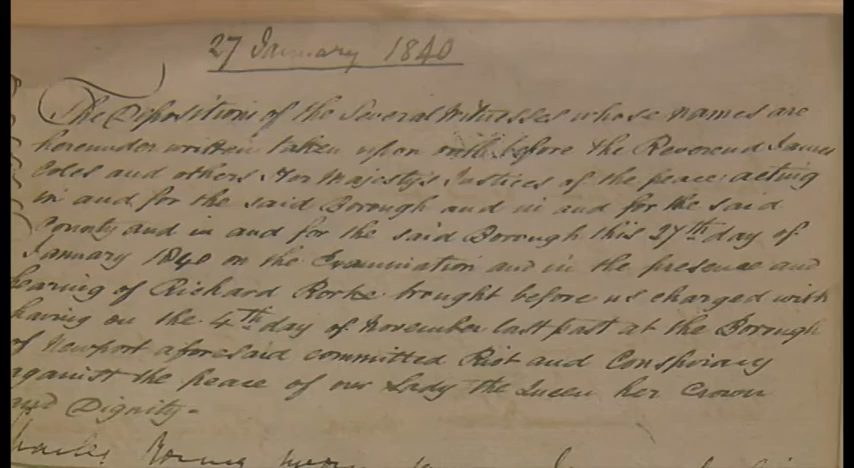 27 January 1840
The Depositions of the Several Witnesses whose names are
hereunder written taken upon oath before the Reverend James
Coles and others Her Majesty's Justices of the peace acting
in and for the said Borough and in and for the said
County and in and for the said Borough this 27th day of
January 1840 on the Examination and in the presence and
hearing of Richard Rorke brought before us charged with
having on the 4th day of November last past at the Borough
of Newport aforesaid committed Riot and Conspiracy
against the peace of our Lady the Queen her Crown
and Dignity-
Charles